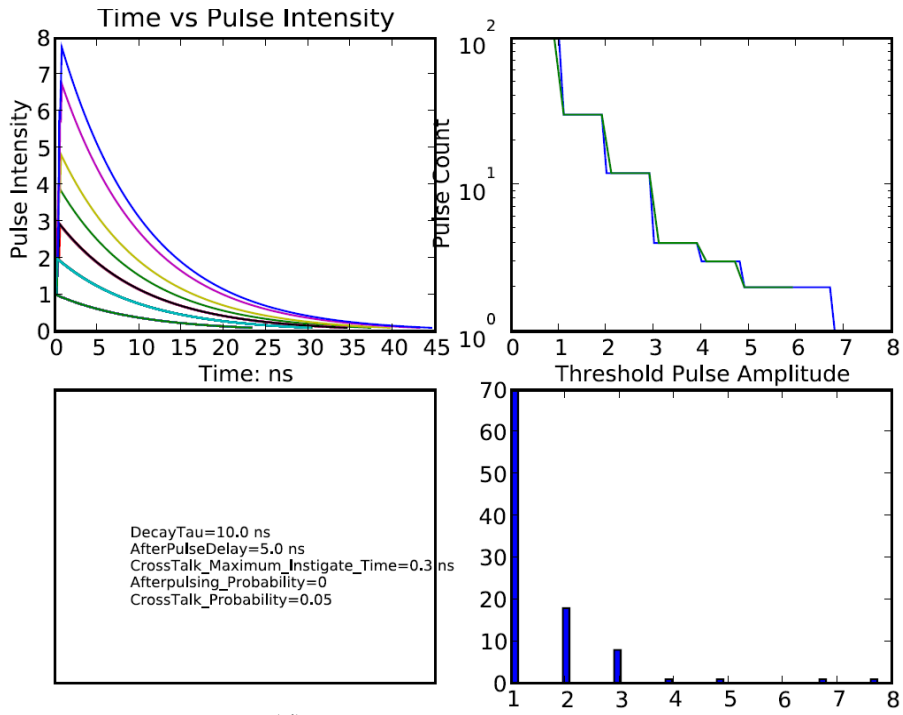 Time vs Pulse Intensity
8
7
6
5
4
3
2
1
0
Pulse Intensity
0 5 10 15 20 25 30 35 40 45
Time: ns
10^2
10^1
10^0
Pulse Count
0 1 2 3 4 5 6 7 8
Threshold Pulse Amplitude
DecayTau=10.0 ns
AfterPulseDelay=5.0 ns
CrossTalk_Maximum_Instigate_Time=0.3 ns
Afterpulsing_Probability=0
CrossTalk_Probability=0.05
70
60
50
40
30
20
10
0
1 2 3 4 5 6 7 8